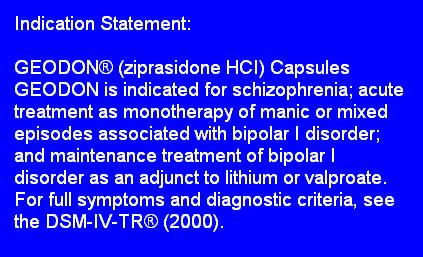 Indication Statement:
GEODON® (ziprasidone HCl) Capsules
GEODON is indicated for schizophrenia; acute
treatment as monotherapy of manic or mixed
episodes associated with bipolar I disorder;
and maintenance treatment of bipolar I
disorder as an adjunct to lithium or valproate.
For full symptoms and diagnostic criteria, see
the DSM-IV-TR® (2000).